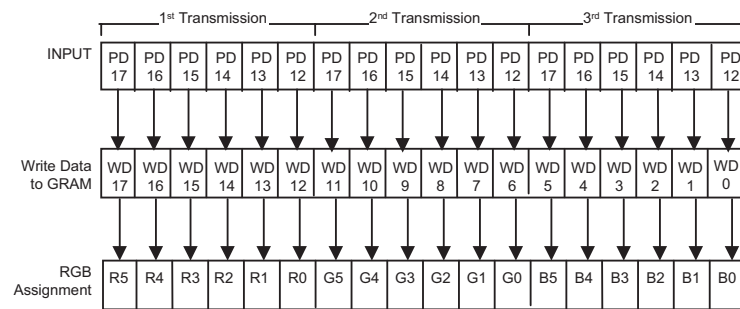 1st Transmission 2nd Transmission 3rd Transmission
INPUT PD 17 PD 16 PD 15 PD 14 PD 13 PD 12 PD 17 PD 16 PD 15 PD 14 PD 13 PD 12 PD 17 PD 16 PD 15 PD 14 PD 13 PD 12
Write Data to GRAM WD 17 WD 16 WD 15 WD 14 WD 13 WD 12 WD 11 WD 10 WD 9 WD 8 WD 7 WD 6 WD 5 WD 4 WD 3 WD 2 WD 1 WD 0
RGB Assignment R5 R4 R3 R2 R1 R0 G5 G4 G3 G2 G1 G0 B5 B4 B3 B2 B1 B0